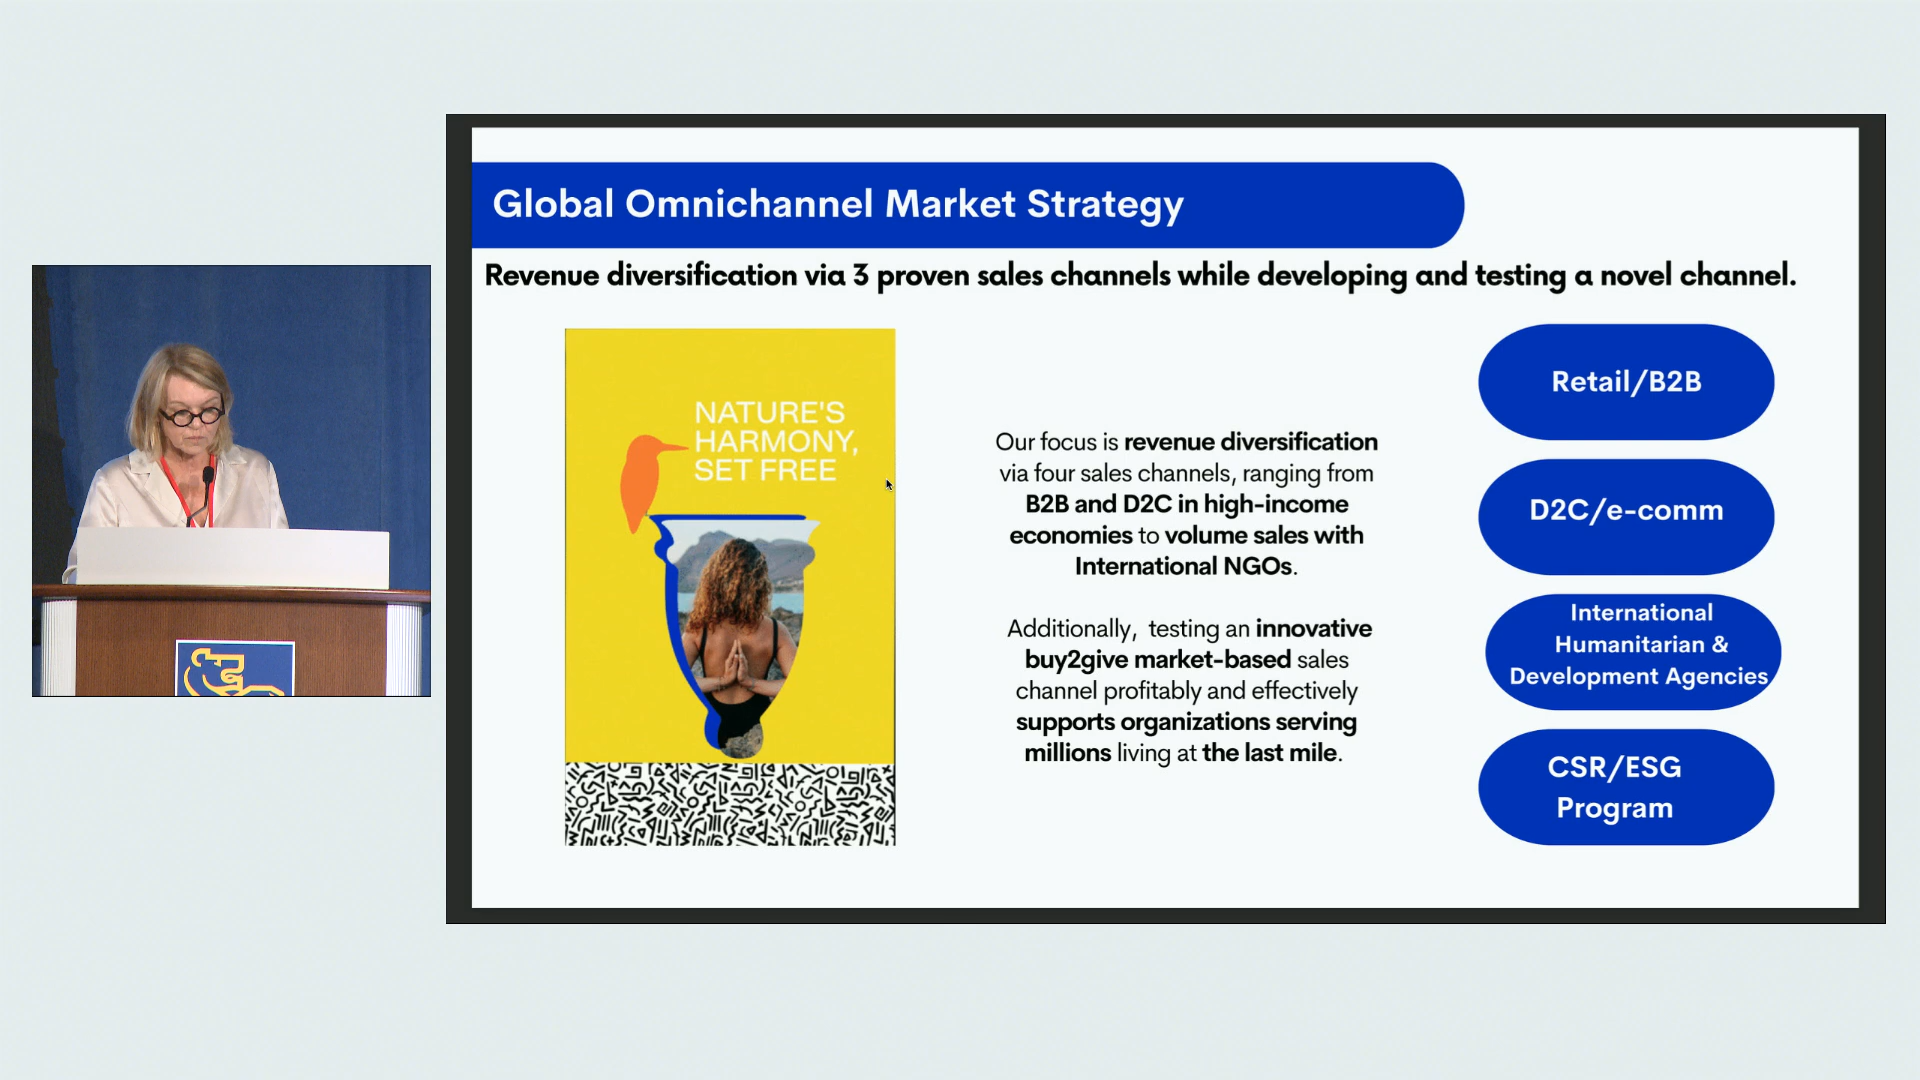 Global Omnichannel Market Strategy
Revenue diversification via 3 proven sales channels while developing and testing a novel channel.
NATURE'S
HARMONY,
SET FREE
Our focus is revenue diversification
via four sales channels, ranging from
B2B and D2C in high-income
economies to volume sales with
International NGOs.
Additionally, testing an innovative
buy2give market-based sales
channel profitably and effectively
supports organizations serving
millions living at the last mile.
Retail/B2B
D2C/e-comm
International
Humanitarian &
Development Agencies
CSR/ESG
Program